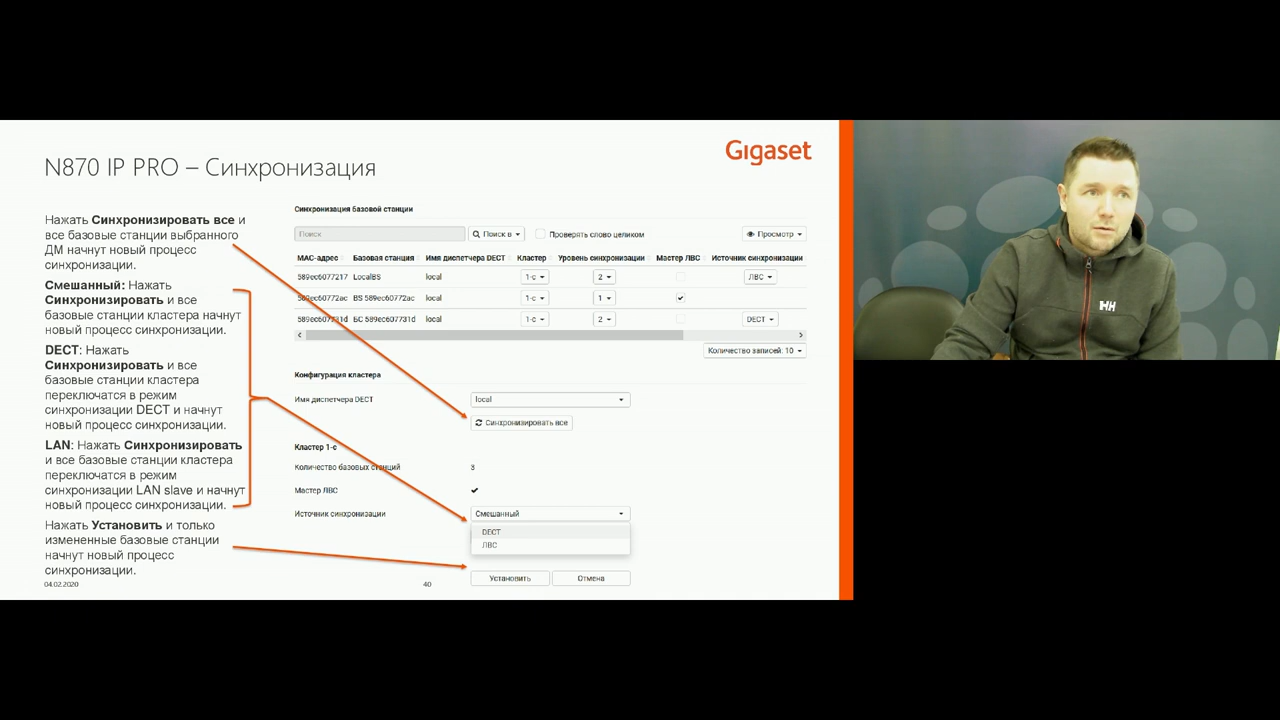 N870 IP PRO – Синхронизация
Gigaset
Нажать Синхронизировать все и
все базовые станции выбранного
ДМ начнут новый процесс
синхронизации.
Смешанный: Нажать
Синхронизировать и все
базовые станции кластера начнут
новый процесс синхронизации.
DECT: Нажать
Синхронизировать и все
базовые станции кластера
переключатся в режим
синхронизации DECT и начнут
новый процесс синхронизации.
LAN: Нажать Синхронизировать
и все базовые станции кластера
переключатся в режим
синхронизации LAN slave и начнут
новый процесс синхронизации.
Нажать Установить и только
измененные базовые станции
начнут новый процесс
синхронизации.
04.02.2020
40
Синхронизация базовой станции
Поиск
Поиск в
Проверять слово целиком
Просмотр
MAC-адрес Базовая станция Имя диспетчера DECT Кластер Уровень синхронизации Мастер ЛВС Источник синхронизации
589ec6077217 LocalBS local 1-с 2 ЛВС
589ec60772ac BS 589ec60772ac local 1-с 1
589ec607731d БС 589ec607731d local 1-с 2 DECT
Количество записей: 10
Конфигурация кластера
Имя диспетчера DECT local
Синхронизировать все
Кластер 1-с
Количество базовых станций 3
Мастер ЛВС
Источник синхронизации Смешанный
DECT
ЛВС
Установить Отмена
HH